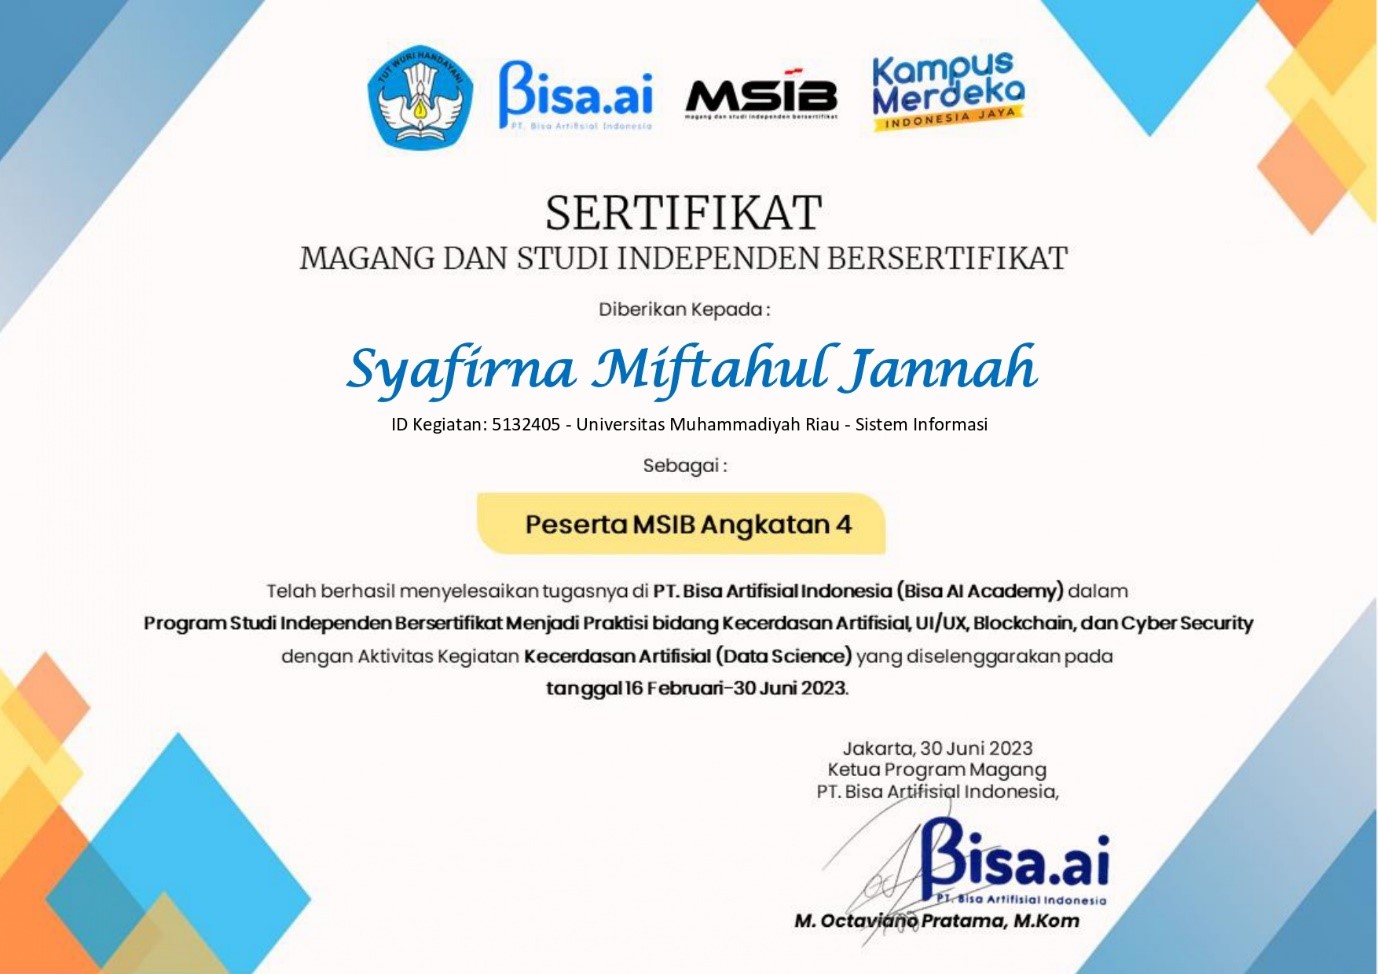 TUT WURI HANDAYANI
Bisa.ai
PT. Bisa Artifisial Indonesia
MSIB
magang dan studi independen bersertifikat
Kampus
Merdeka
INDONESIA JAYA
SERTIFIKAT
MAGANG DAN STUDI INDEPENDEN BERSERTIFIKAT
Diberikan Kepada :
Syafirna Miftahul Jannah
ID Kegiatan: 5132405 - Universitas Muhammadiyah Riau - Sistem Informasi
Sebagai :
Peserta MSIB Angkatan 4
Telah berhasil menyelesaikan tugasnya di PT. Bisa Artifisial Indonesia (Bisa AI Academy) dalam
Program Studi Independen Bersertifikat Menjadi Praktisi bidang Kecerdasan Artifisial, UI/UX, Blockchain, dan Cyber Security
dengan Aktivitas Kegiatan Kecerdasan Artifisial (Data Science) yang diselenggarakan pada
tanggal 16 Februari-30 Juni 2023.
Jakarta, 30 Juni 2023
Ketua Program Magang
PT. Bisa Artifisial Indonesia,
Bisa.ai
PT. Bisa Artifisial Indonesia
M. Octaviano Pratama, M.Kom